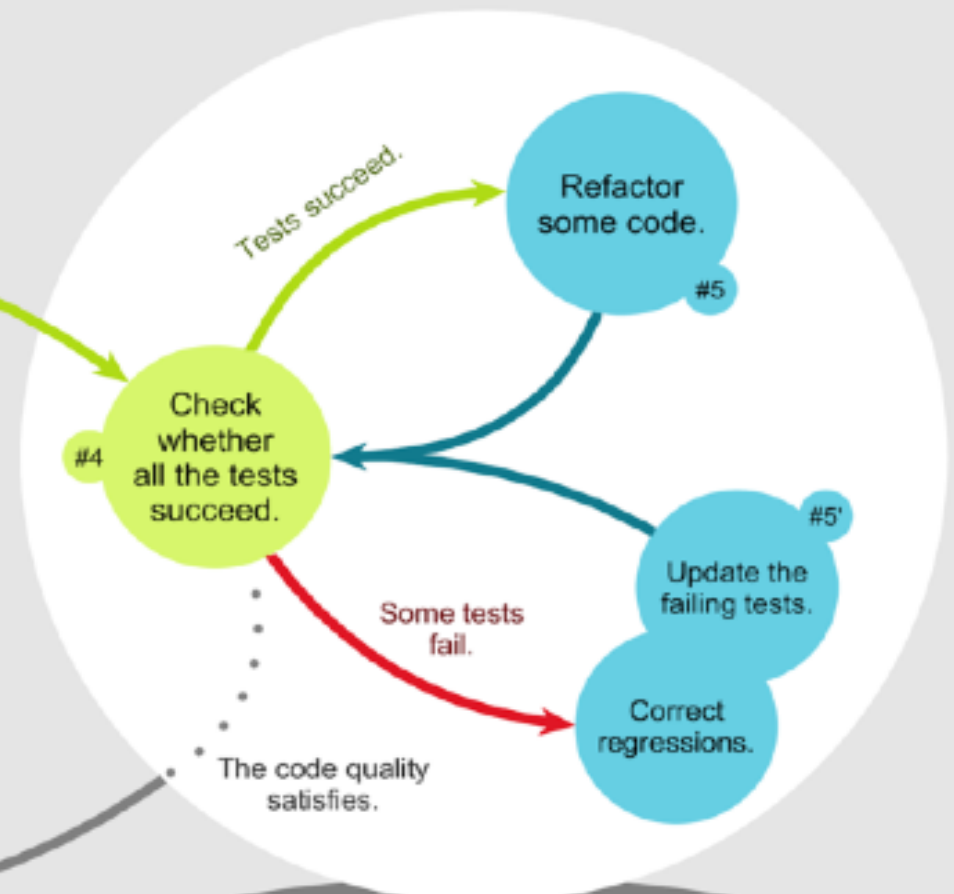 Tests succeed.
Refactor
some code.
#5
Check
whether
all the tests
succeed.
#4
#5'
Update the
failing tests.
Some tests
fail.
Correct
regressions.
The code quality
satisfies.